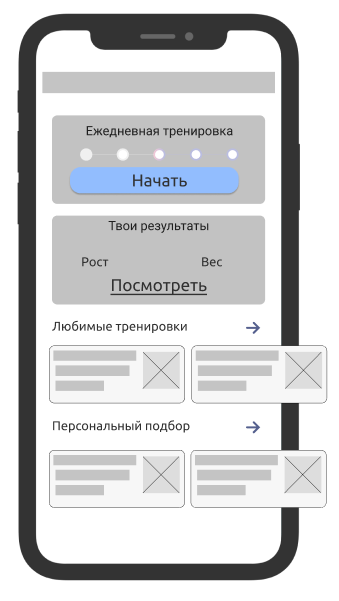 Ежедневная тренировка
Начать
Твои результаты
Рост Вес
Посмотреть
Любимые тренировки
Персональный подбор